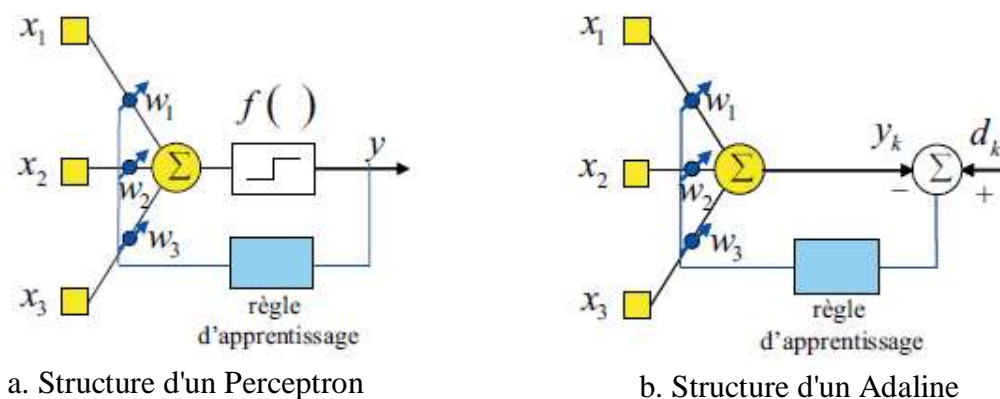 x1
w1
f( )
x2
w2
Σ
y
w3
x3
règle
d'apprentissage
a. Structure d'un Perceptron
x1
w1
x2
w2
Σ
yk
Σ
dk
−
+
w3
x3
règle
d'apprentissage
b. Structure d'un Adaline